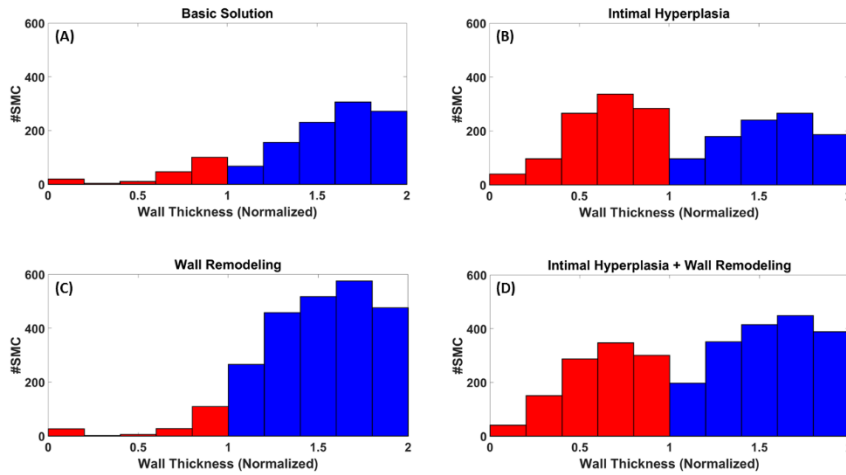 Basic Solution
(A)
600
400
200
0
#SMC
0 0.5 1 1.5 2
Wall Thickness (Normalized)
Intimal Hyperplasia
(B)
600
400
200
0
#SMC
0 0.5 1 1.5 2
Wall Thickness (Normalized)
Wall Remodeling
(C)
600
400
200
0
#SMC
0 0.5 1 1.5 2
Wall Thickness (Normalized)
Intimal Hyperplasia + Wall Remodeling
(D)
600
400
200
0
#SMC
0 0.5 1 1.5 2
Wall Thickness (Normalized)